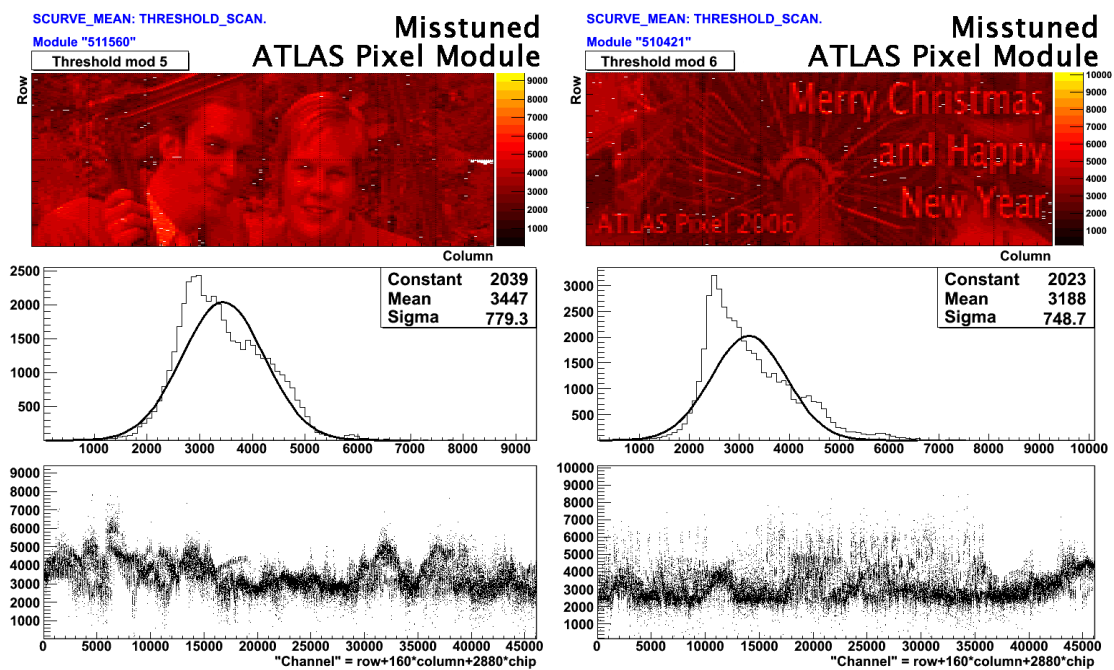 SCURVE_MEAN: THRESHOLD_SCAN.
Module "511560"
Misstuned
ATLAS Pixel Module
Threshold mod 5
Row
9000
8000
7000
6000
5000
4000
3000
2000
1000
Column
2500
2000
1500
1000
500
Constant 2039
Mean 3447
Sigma 779.3
1000 2000 3000 4000 5000 6000 7000 8000 9000
9000
8000
7000
6000
5000
4000
3000
2000
1000
0 5000 10000 15000 20000 25000 30000 35000 40000 45000
"Channel" = row+160*column+2880*chip
SCURVE_MEAN: THRESHOLD_SCAN.
Module "510421"
Misstuned
ATLAS Pixel Module
Threshold mod 6
Row
Merry Christmas
and Happy
New Year
ATLAS Pixel 2006
10000
9000
8000
7000
6000
5000
4000
3000
2000
1000
Column
3000
2500
2000
1500
1000
500
Constant 2023
Mean 3188
Sigma 748.7
0 1000 2000 3000 4000 5000 6000 7000 8000 9000 10000
10000
9000
8000
7000
6000
5000
4000
3000
2000
1000
0 5000 10000 15000 20000 25000 30000 35000 40000 45000
"Channel" = row+160*column+2880*chip